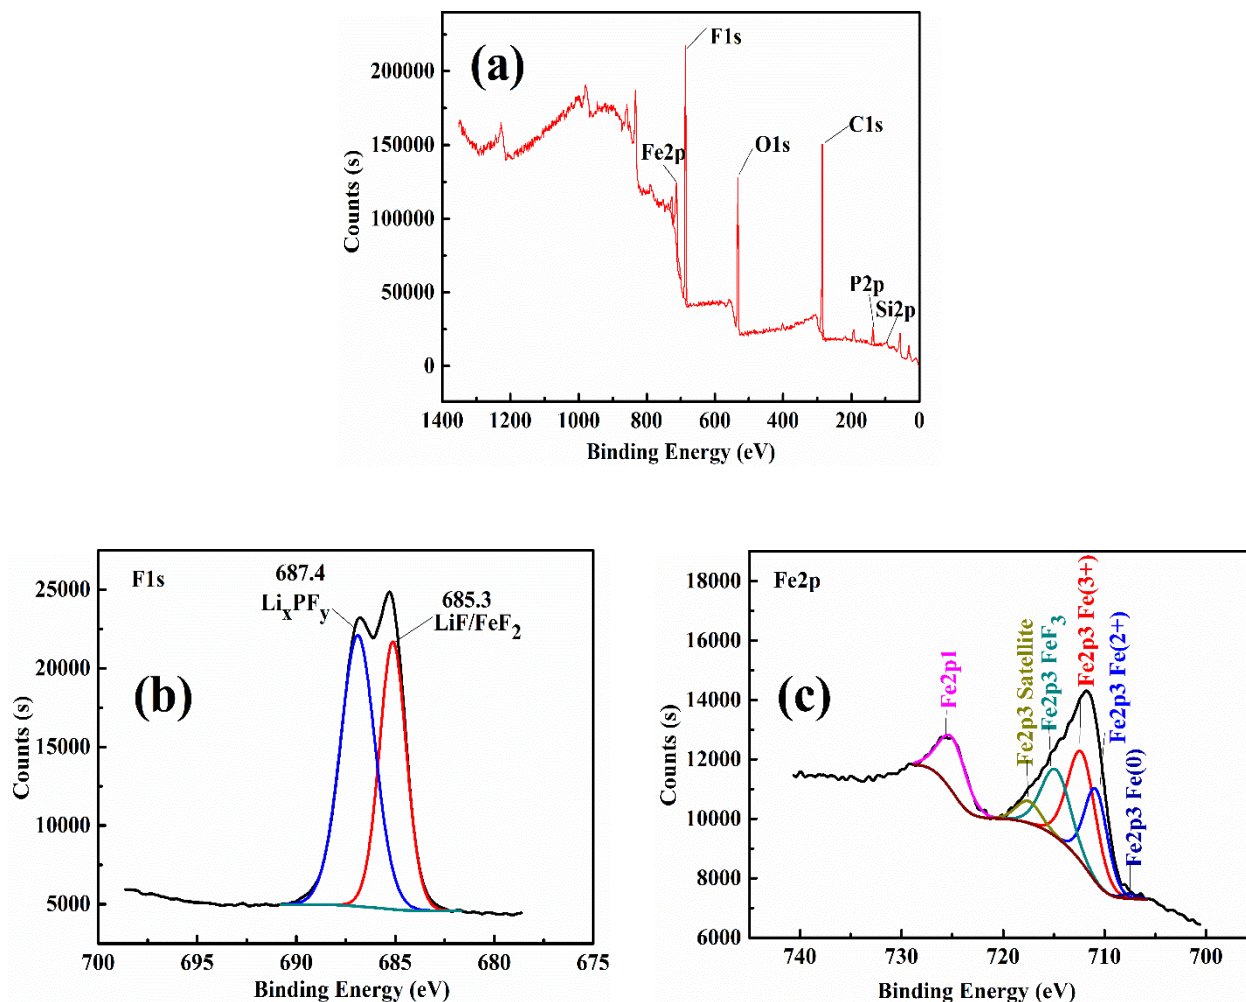 (a)
F1s
Fe2p
O1s
C1s
P2p
Si2p
200000
150000
100000
50000
0
Counts (s)
1400 1200 1000 800 600 400 200 0
Binding Energy (eV)
F1s
687.4
LixPFy
685.3
LiF/FeF2
(b)
25000
20000
15000
10000
5000
Counts (s)
700 695 690 685 680 675
Binding Energy (eV)
Fe2p
(c)
Fe2p1
Fe2p3 Satellite
Fe2p3 FeF3
Fe2p3 Fe(3+)
Fe2p3 Fe(2+)
Fe2p3 Fe(0)
18000
16000
14000
12000
10000
8000
6000
Counts (s)
740 730 720 710 700
Binding Energy (eV)